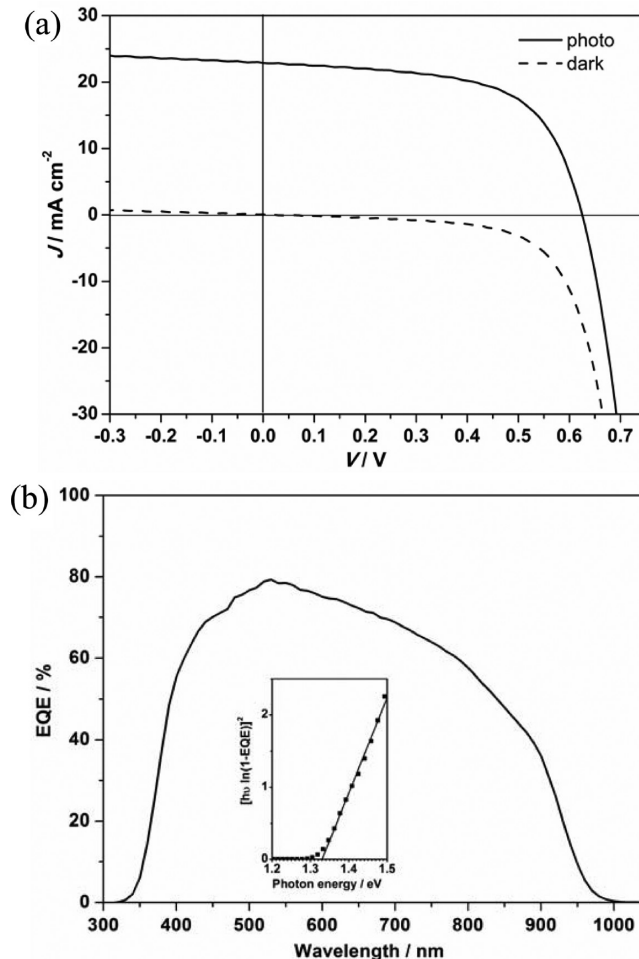 (a)
photo
dark
30
20
10
0
-10
-20
-30
J / mA cm-2
-0.3 -0.2 -0.1 0.0 0.1 0.2 0.3 0.4 0.5 0.6 0.7
V / V
(b)
100
80
60
40
20
0
EQE / %
2
1
0
[hυ ln(1-EQE)]2
1.2 1.3 1.4 1.5
Photon energy / eV
300 400 500 600 700 800 900 1000
Wavelength / nm